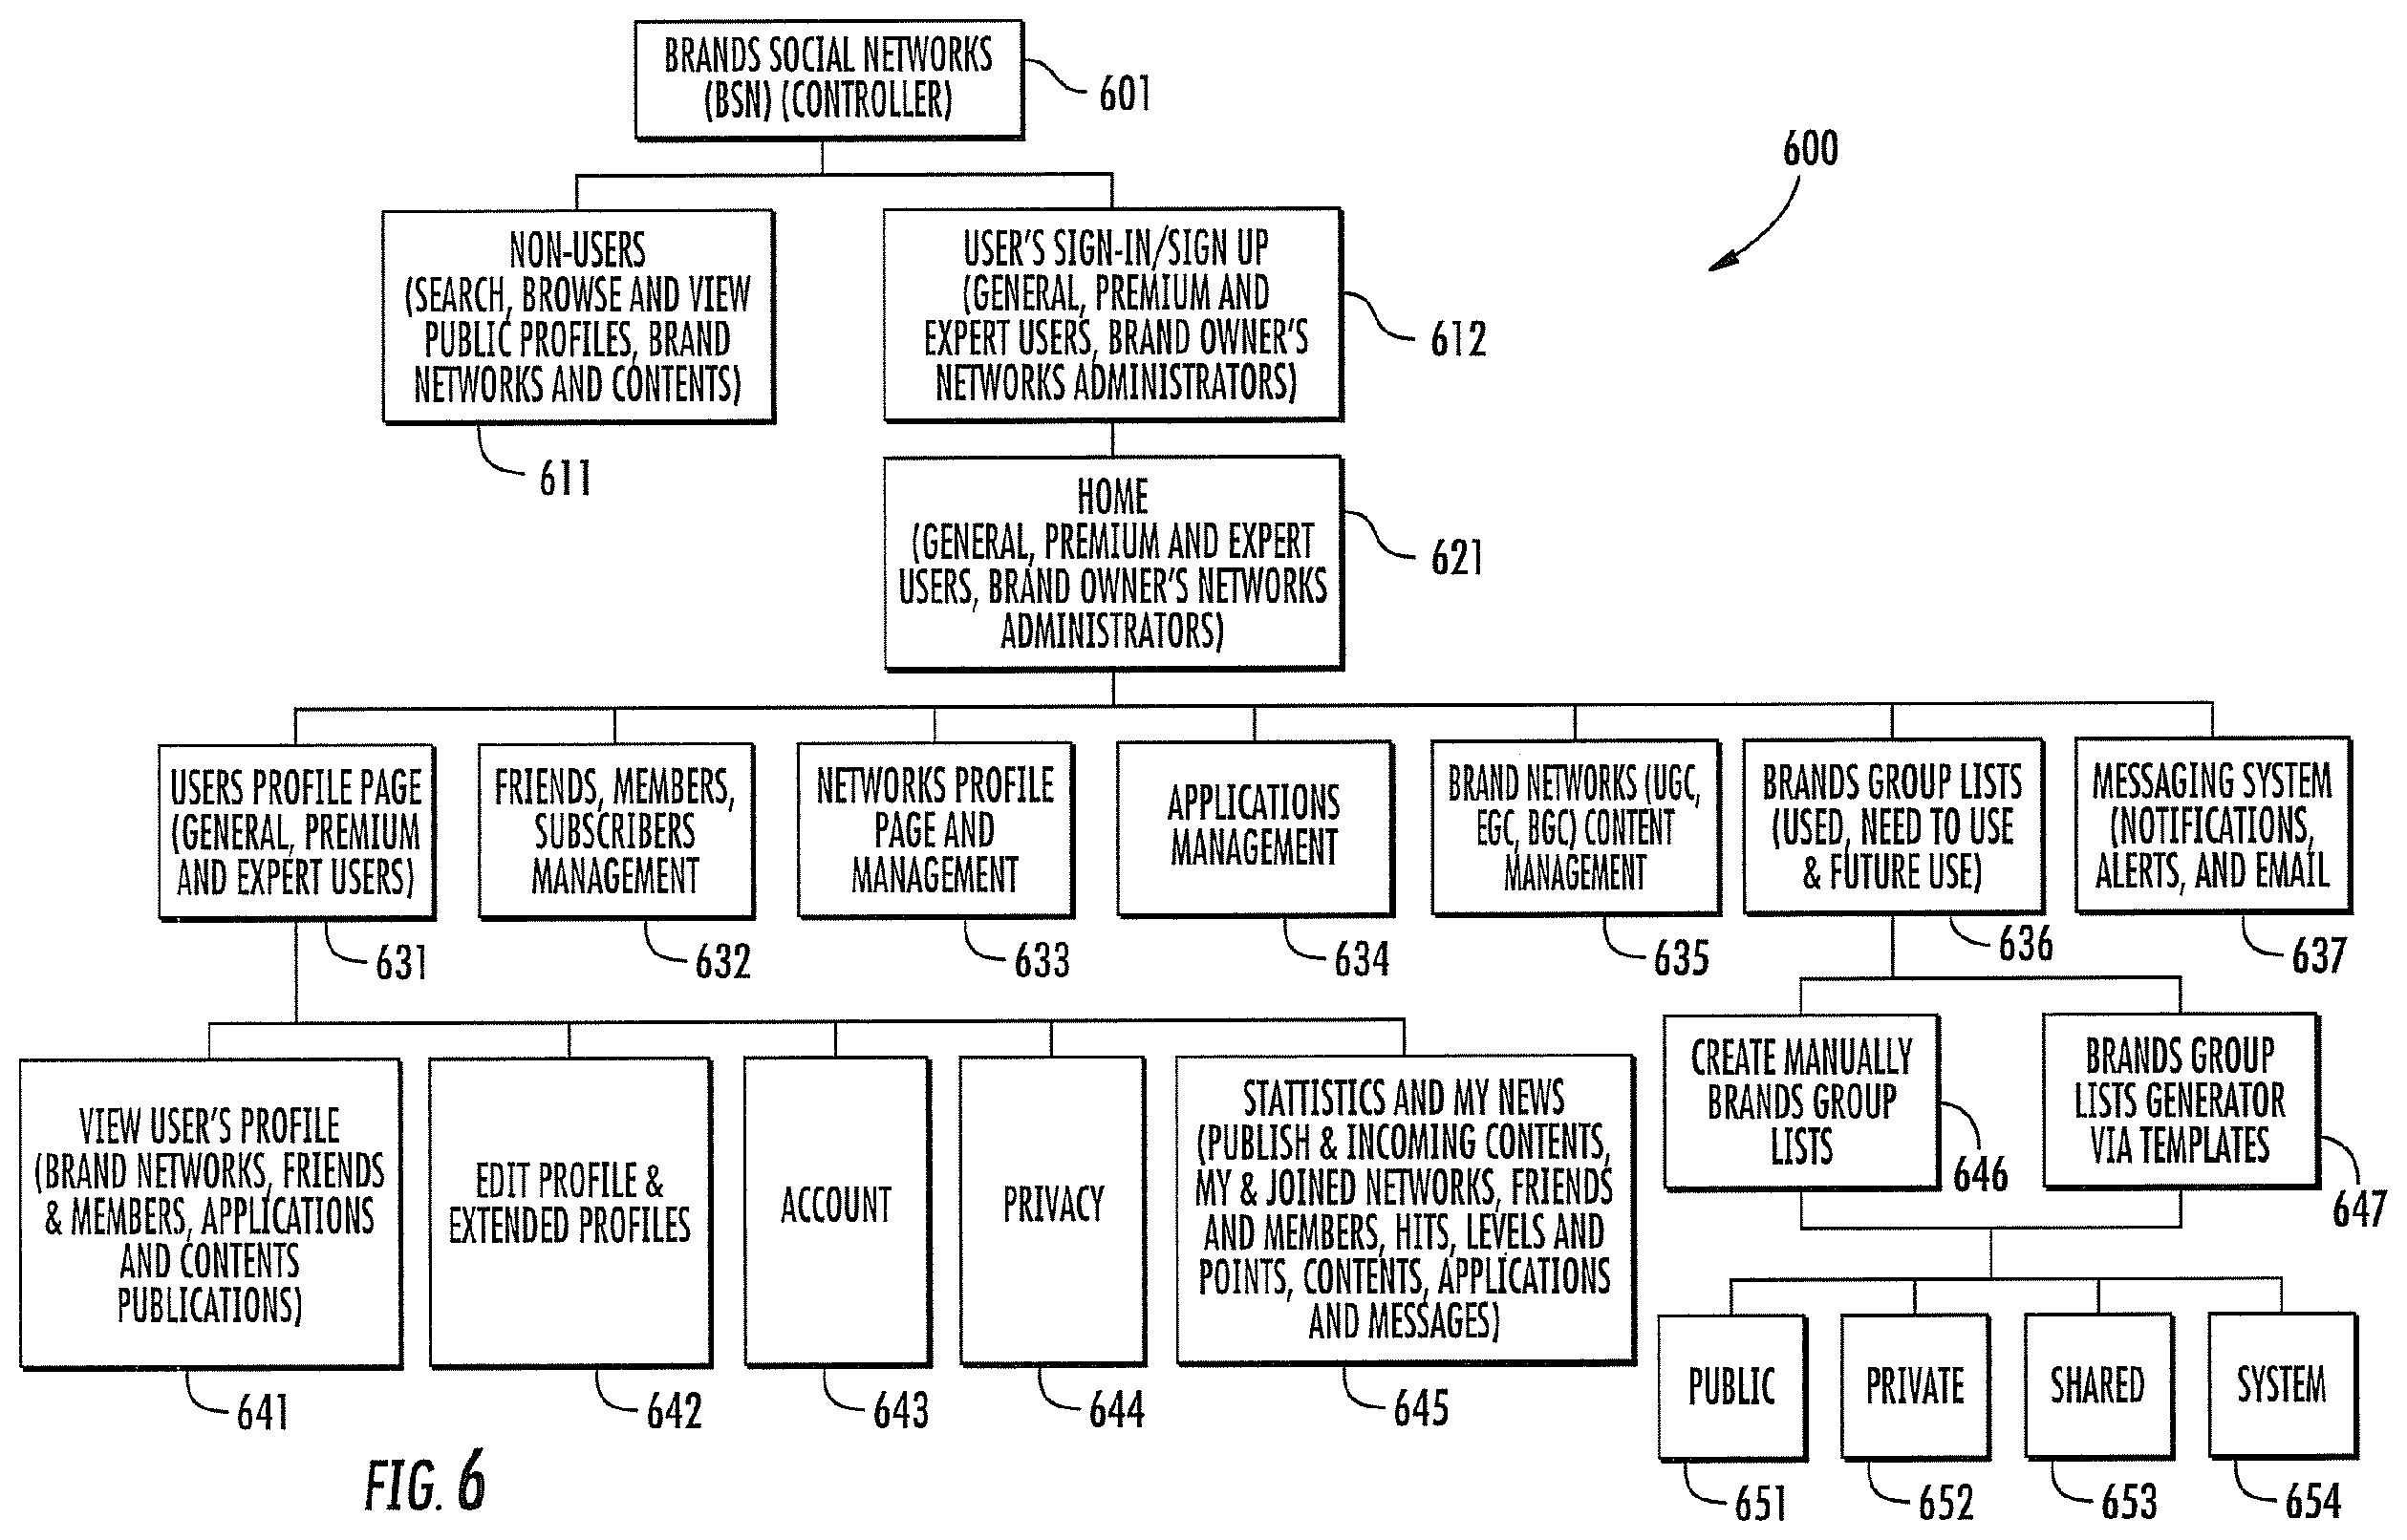 BRANDS SOCIAL NETWORKS
(BSN) (CONTROLLER)
601
600
NON-USERS
(SEARCH, BROWSE AND VIEW
PUBLIC PROFILES, BRAND
NETWORKS AND CONTENTS)
611
USER'S SIGN-IN/SIGN UP
(GENERAL, PREMIUM AND
EXPERT USERS, BRAND OWNER'S
NETWORKS ADMINISTRATORS)
612
HOME
(GENERAL, PREMIUM AND EXPERT
USERS, BRAND OWNER'S NETWORKS
ADMINISTRATORS)
621
USERS PROFILE PAGE
(GENERAL, PREMIUM
AND EXPERT USERS)
631
FRIENDS, MEMBERS,
SUBSCRIBERS
MANAGEMENT
632
NETWORKS PROFILE
PAGE AND
MANAGEMENT
633
APPLICATIONS
MANAGEMENT
634
BRAND NETWORKS (UGC,
EGC, BGC) CONTENT
MANAGEMENT
635
BRANDS GROUP LISTS
(USED, NEED TO USE
& FUTURE USE)
636
MESSAGING SYSTEM
(NOTIFICATIONS,
ALERTS, AND EMAIL
637
VIEW USER'S PROFILE
(BRAND NETWORKS, FRIENDS
& MEMBERS, APPLICATIONS
AND CONTENTS
PUBLICATIONS)
641
EDIT PROFILE &
EXTENDED PROFILES
642
ACCOUNT
643
PRIVACY
644
STATTISTICS AND MY NEWS
(PUBLISH & INCOMING CONTENTS,
MY & JOINED NETWORKS, FRIENDS
AND MEMBERS, HITS, LEVELS AND
POINTS, CONTENTS, APPLICATIONS
AND MESSAGES)
645
CREATE MANUALLY
BRANDS GROUP
LISTS
646
BRANDS GROUP
LISTS GENERATOR
VIA TEMPLATES
647
PUBLIC
651
PRIVATE
652
SHARED
653
SYSTEM
654
FIG. 6